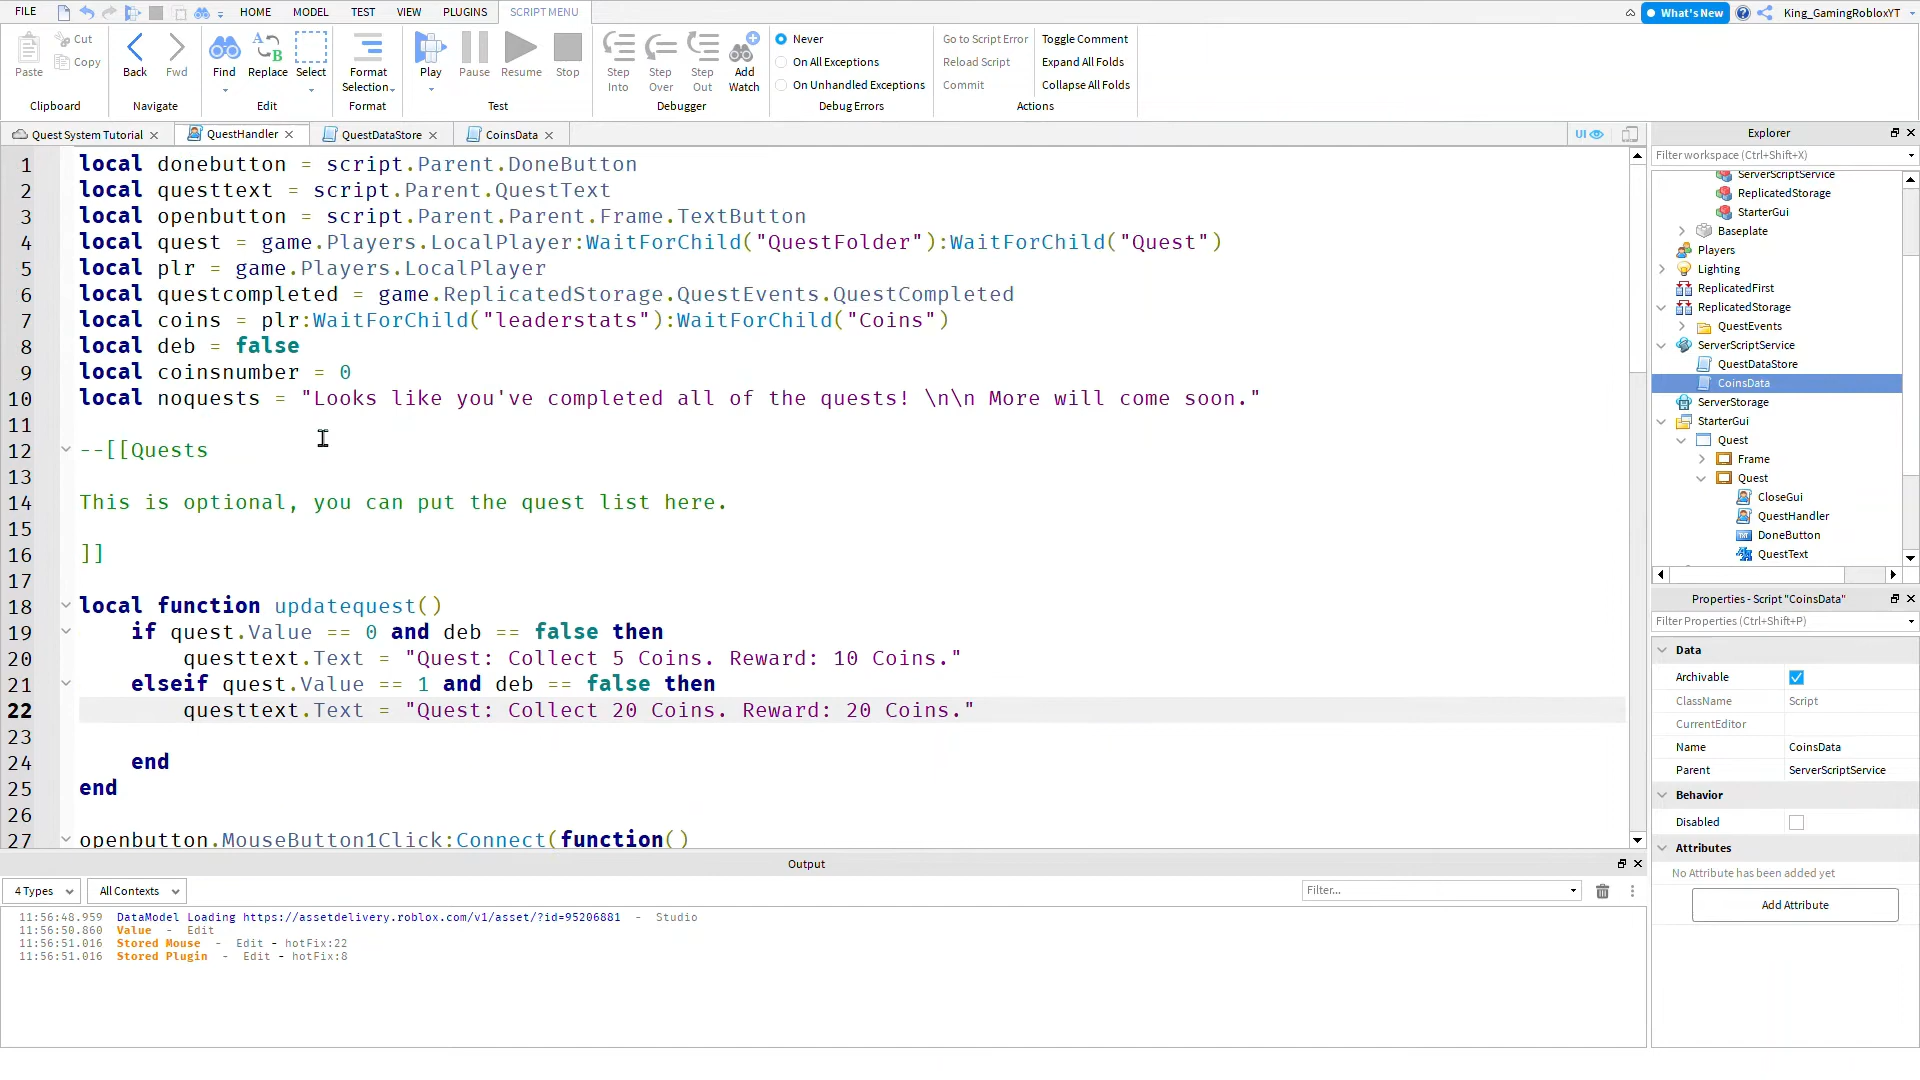 FILE HOME MODEL TEST VIEW PLUGINS SCRIPT MENU What's New King_GamingRobloxYT
Paste Cut Copy Clipboard
Back Fwd Navigate
Find Replace Select Edit
Format Selection Format
Play Pause Resume Stop Test
Step Into Step Over Step Out Add Watch Debugger
Never
On All Exceptions
On Unhandled Exceptions
Debug Errors
Go to Script Error Toggle Comment
Reload Script Expand All Folds
Commit Collapse All Folds
Actions
Quest System Tutorial QuestHandler QuestDataStore CoinsData UI
1 local donebutton = script.Parent.DoneButton
2 local questtext = script.Parent.QuestText
3 local openbutton = script.Parent.Parent.Frame.TextButton
4 local quest = game.Players.LocalPlayer:WaitForChild("QuestFolder"):WaitForChild("Quest")
5 local plr = game.Players.LocalPlayer
6 local questcompleted = game.ReplicatedStorage.QuestEvents.QuestCompleted
7 local coins = plr:WaitForChild("leaderstats"):WaitForChild("Coins")
8 local deb = false
9 local coinsnumber = 0
10 local noquests = "Looks like you've completed all of the quests! \n\n More will come soon."
11
12 --[[Quests
13
14 This is optional, you can put the quest list here.
15
16 ]]
17
18 local function updatequest()
19 if quest.Value == 0 and deb == false then
20 questtext.Text = "Quest: Collect 5 Coins. Reward: 10 Coins."
21 elseif quest.Value == 1 and deb == false then
22 questtext.Text = "Quest: Collect 20 Coins. Reward: 20 Coins."
23
24 end
25 end
26
27 openbutton.MouseButton1Click:Connect(function()
Output
4 Types All Contexts Filter...
11:56:48.959 DataModel Loading https://assetdelivery.roblox.com/v1/asset/?id=95206881 - Studio
11:56:50.860 Value - Edit
11:56:51.016 Stored Mouse - Edit - hotFix:22
11:56:51.016 Stored Plugin - Edit - hotFix:8
Explorer
Filter workspace (Ctrl+Shift+X)
ServerScriptService
ReplicatedStorage
StarterGui
Baseplate
Players
Lighting
ReplicatedFirst
ReplicatedStorage
QuestEvents
ServerScriptService
QuestDataStore
CoinsData
ServerStorage
StarterGui
Quest
Frame
Quest
CloseGui
QuestHandler
DoneButton
QuestText
Properties - Script "CoinsData"
Filter Properties (Ctrl+Shift+P)
Data
Archivable
ClassName Script
CurrentEditor
Name CoinsData
Parent ServerScriptService
Behavior
Disabled
Attributes
No Attribute has been added yet
Add Attribute